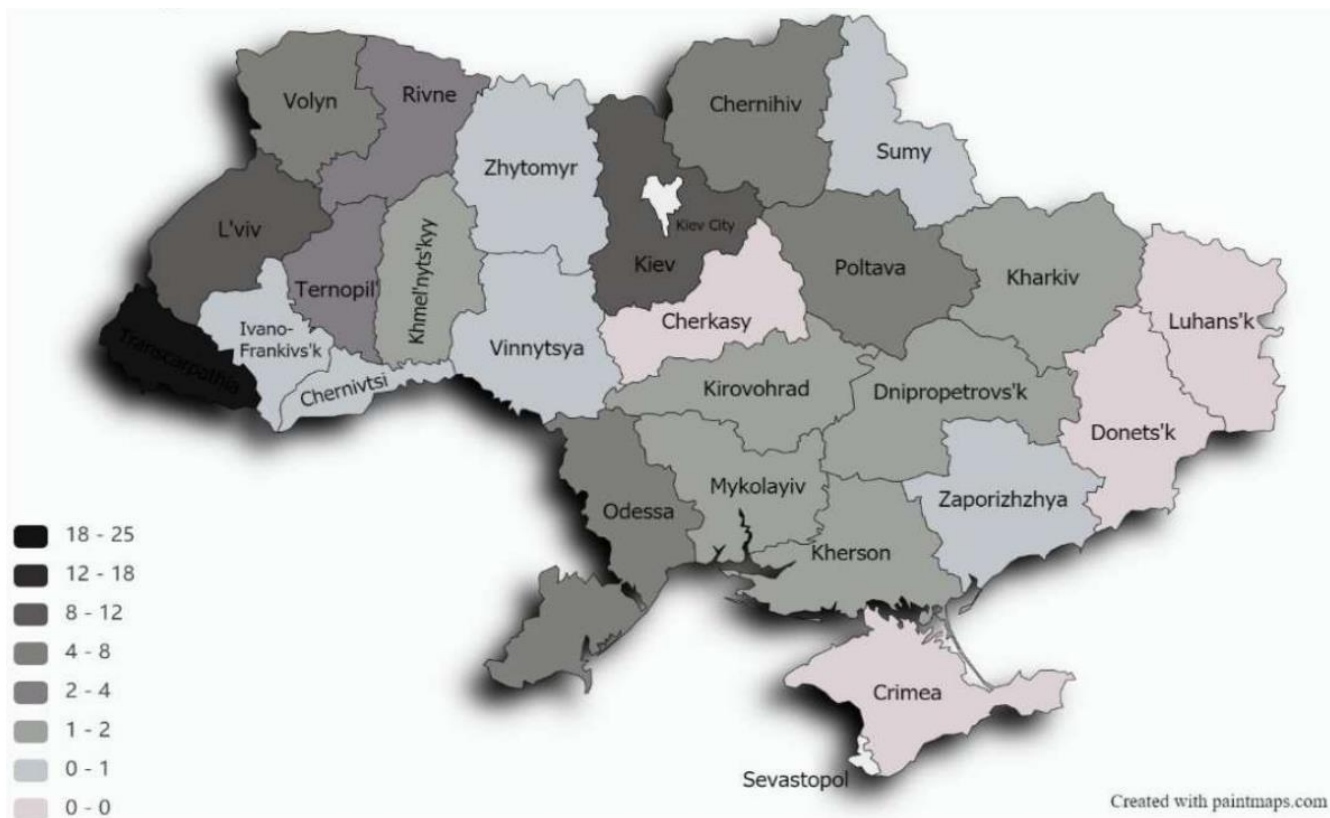 Volyn
Rivne
Zhytomyr
Chernihiv
Sumy
L'viv
Ternopil'
Khmel'nyts'kyy
Kiev City
Kiev
Poltava
Kharkiv
Luhans'k
Transcarpathia
Ivano-
Frankivs'k
Chernivtsi
Vinnytsya
Cherkasy
Kirovohrad
Dnipropetrovs'k
Donets'k
Odessa
Mykolayiv
Zaporizhzhya
Kherson
Crimea
Sevastopol
18 - 25
12 - 18
8 - 12
4 - 8
2 - 4
1 - 2
0 - 1
0 - 0
Created with paintmaps.com